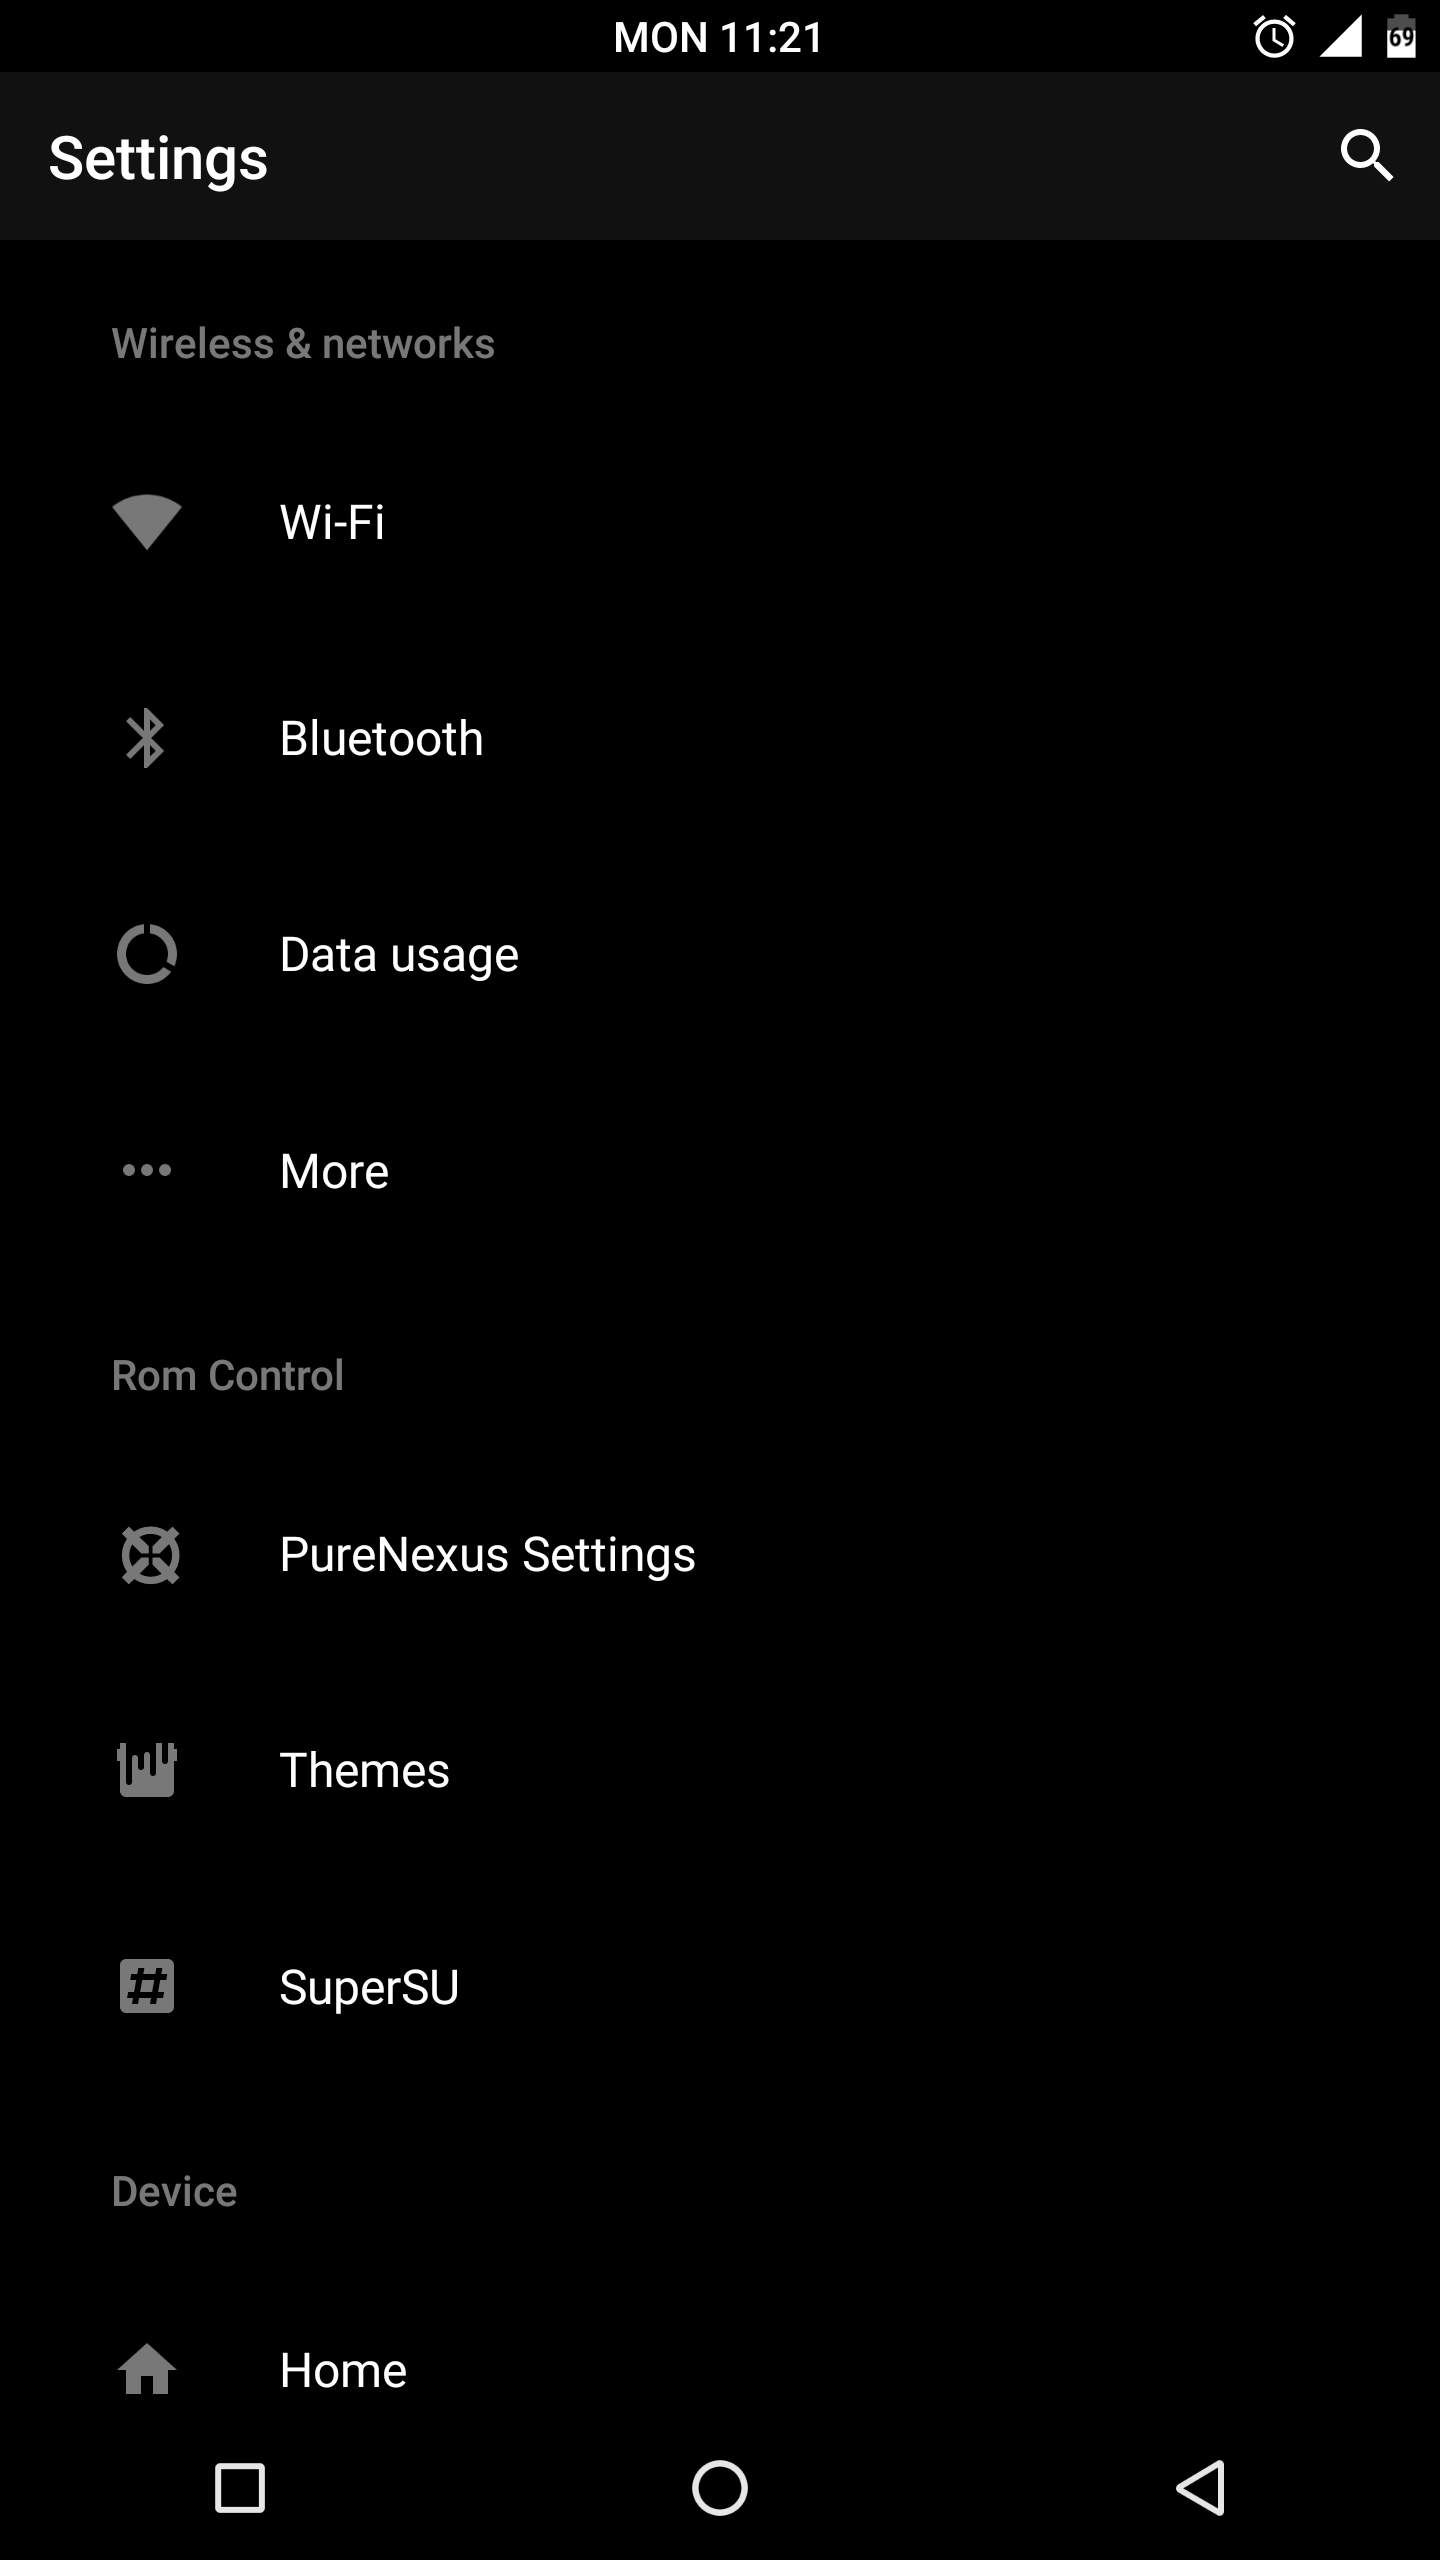 MON 11:21
69
Settings
Wireless & networks
Wi-Fi
Bluetooth
Data usage
More
Rom Control
PureNexus Settings
Themes
SuperSU
Device
Home